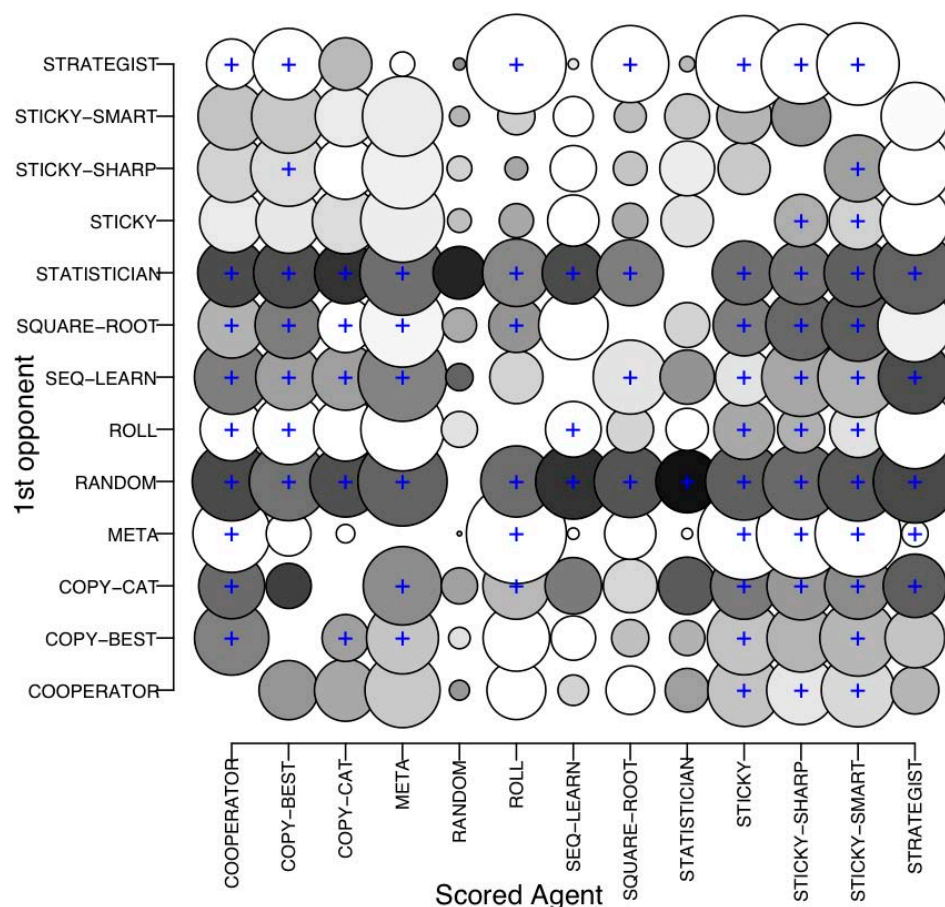 STRATEGIST
STICKY-SMART
STICKY-SHARP
STICKY
STATISTICIAN
SQUARE-ROOT
SEQ-LEARN
ROLL
RANDOM
META
COPY-CAT
COPY-BEST
COOPERATOR
1st opponent
COOPERATOR
COPY-BEST
COPY-CAT
META
RANDOM
ROLL
SEQ-LEARN
SQUARE-ROOT
STATISTICIAN
STICKY
STICKY-SHARP
STICKY-SMART
STRATEGIST
Scored Agent